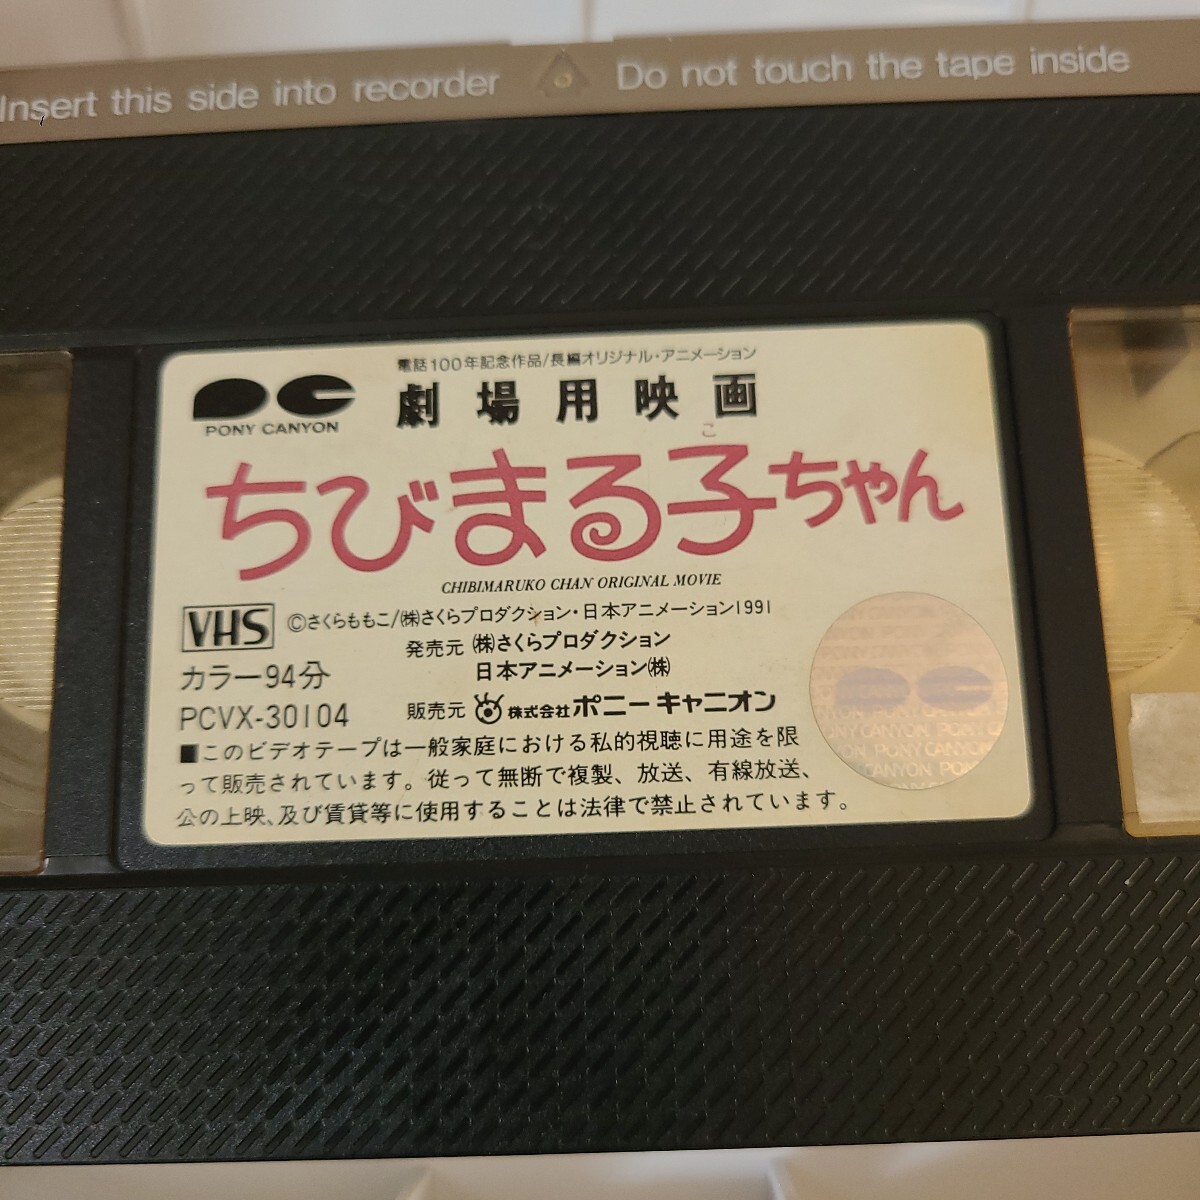 Insert this side into recorder Do not touch the tape inside
電話100年記念作品/長編オリジナル・アニメーション
劇場用映画
PONY CANYON
こ
ちびまる子ちゃん
CHIBIMARUKO CHAN ORIGINAL MOVIE
VHS
©さくらももこ/㈱さくらプロダクション・日本アニメーション1991
発売元 ㈱さくらプロダクション
日本アニメーション㈱
カラー94分
PCVX-30104
販売元 株式会社ポニーキャニオン
■このビデオテープは一般家庭における私的視聴に用途を限
って販売されています。従って無断で複製、放送、有線放送、
公の上映、及び賃貸等に使用することは法律で禁止されています。
PONY CANYON PONY CANYON
CANYON PONY